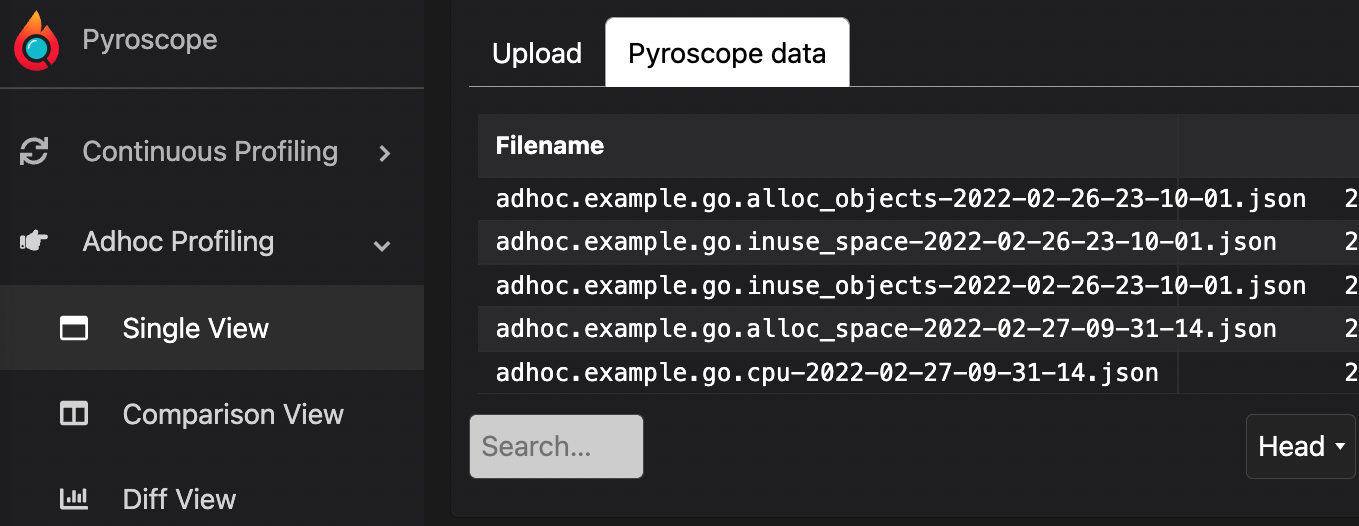 Pyroscope
Continuous Profiling
Adhoc Profiling
Single View
Comparison View
Diff View
Upload
Pyroscope data
Filename
adhoc.example.go.alloc_objects-2022-02-26-23-10-01.json 2
adhoc.example.go.inuse_space-2022-02-26-23-10-01.json 2
adhoc.example.go.inuse_objects-2022-02-26-23-10-01.json 2
adhoc.example.go.alloc_space-2022-02-27-09-31-14.json 2
adhoc.example.go.cpu-2022-02-27-09-31-14.json 2
Search...
Head